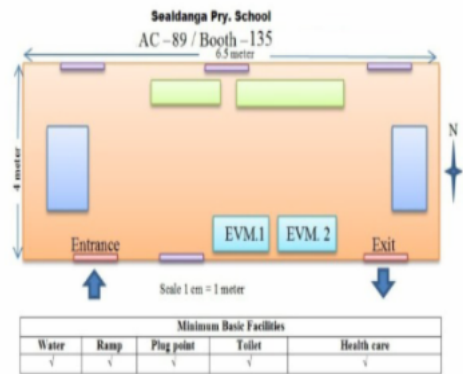 Sealdanga Pry. School
AC –89 / Booth –135
6.5 meter
4 meter
N
EVM.1 EVM. 2
Entrance Exit
Scale 1 cm = 1 meter
Minimum Basic Facilities
Water Ramp Plug point Toilet Health care
√ √ √ √ √